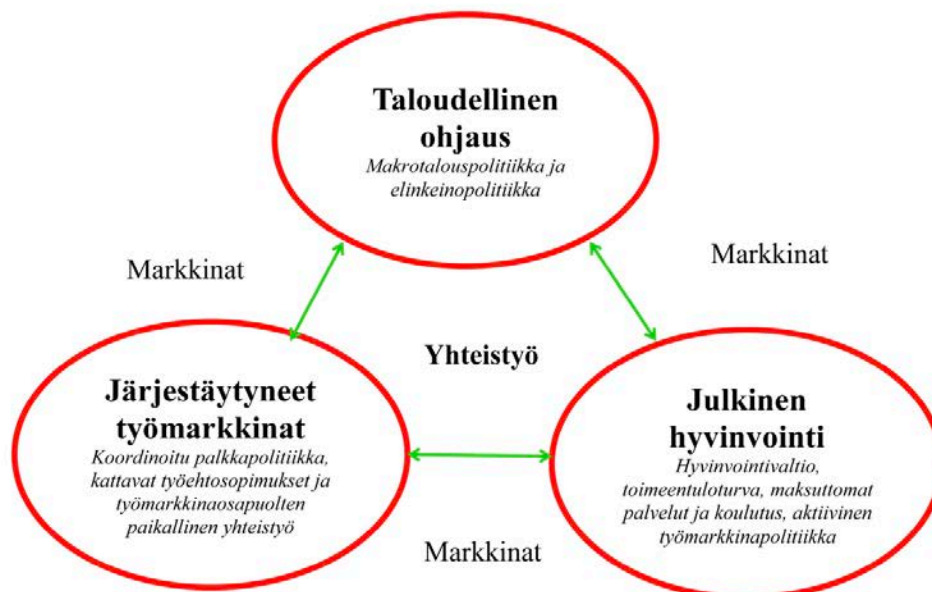 Taloudellinen
ohjaus
Makrotalouspolitiikka ja
elinkeinopolitiikka
Markkinat
Markkinat
Yhteistyö
Järjestäytyneet
työmarkkinat
Koordinoitu palkkapolitiikka,
kattavat työehtosopimukset ja
työmarkkinaosapuolten
paikallinen yhteistyö
Julkinen
hyvinvointi
Hyvinvointivaltio,
toimeentuloturva, maksuttomat
palvelut ja koulutus, aktiivinen
työmarkkinapolitiikka
Markkinat